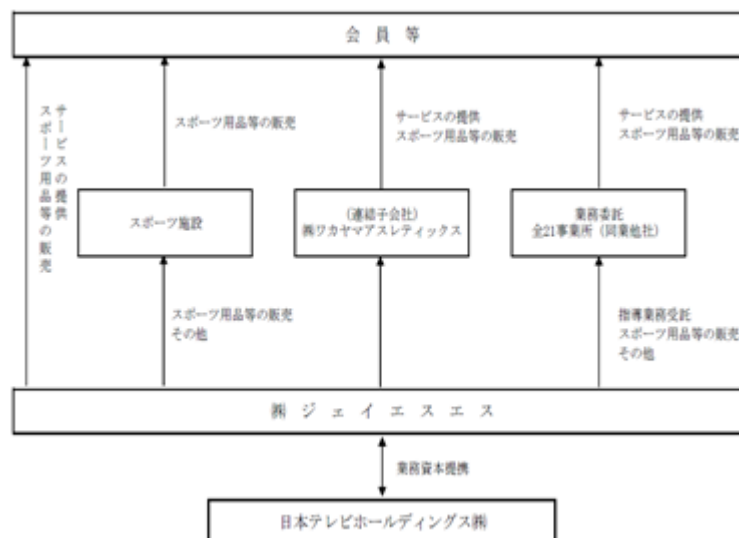 会員等
サービスの提供
スポーツ用品等の販売
スポーツ用品等の販売
サービスの提供
スポーツ用品等の販売
サービスの提供
スポーツ用品等の販売
スポーツ施設
(連結子会社)
㈱ワカヤマアスレティックス
業務委託
全21事業所（同業他社）
スポーツ用品等の販売
その他
指導業務受託
スポーツ用品等の販売
その他
㈱ジェイエスエス
業務資本提携
日本テレビホールディングス㈱